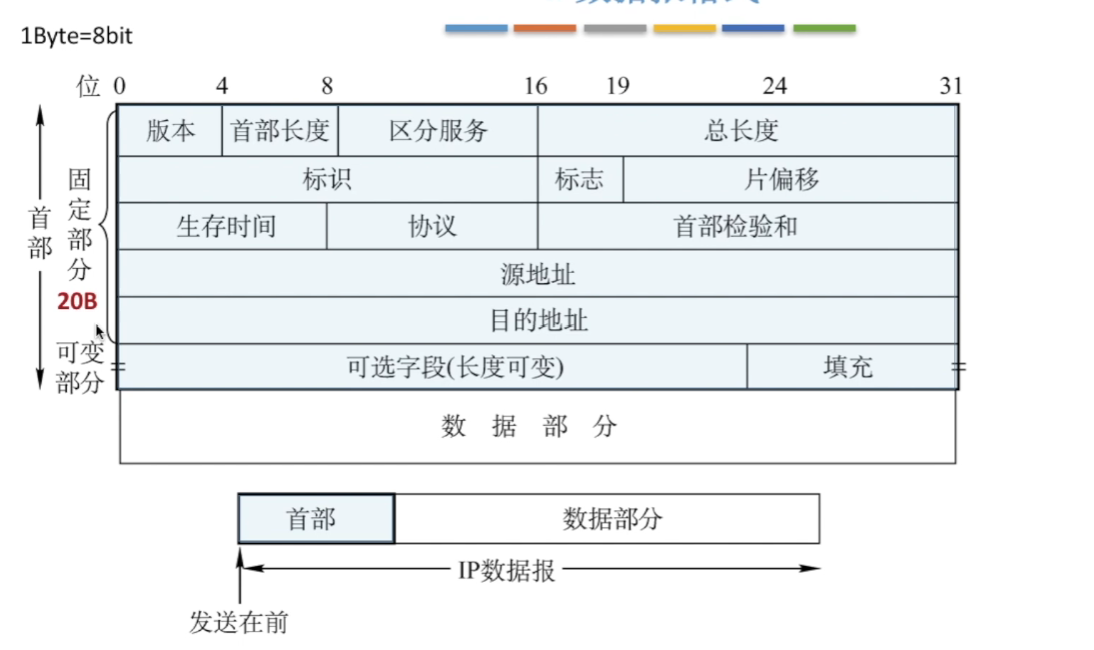 1Byte=8bit
位 0 4 8 16 19 24 31
版本 首部长度 区分服务 总长度
标识 标志 片偏移
生存时间 协议 首部检验和
源地址
目的地址
可选字段(长度可变) 填充
数据部分
首部
固定部分
20B
可变部分
首部 数据部分
IP数据报
发送在前